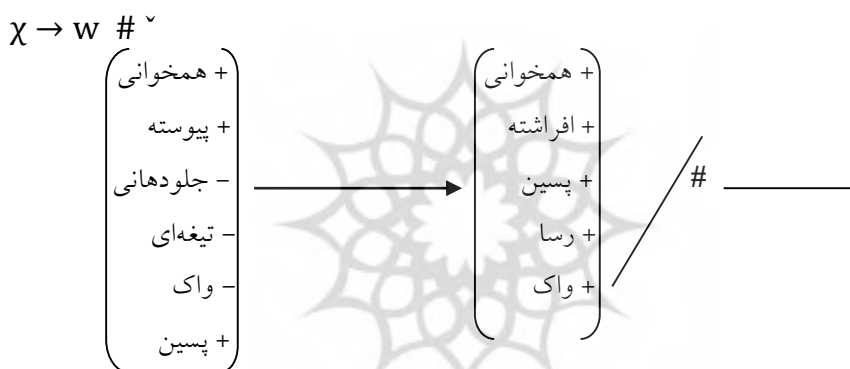 χ → w # ˇ
+ همخوانی
+ پیوسته
– جلودهانی
– تیغه‌ای
– واک
+ پسین
+ همخوانی
+ افراشته
+ پسین
+ رسا
+ واک
#